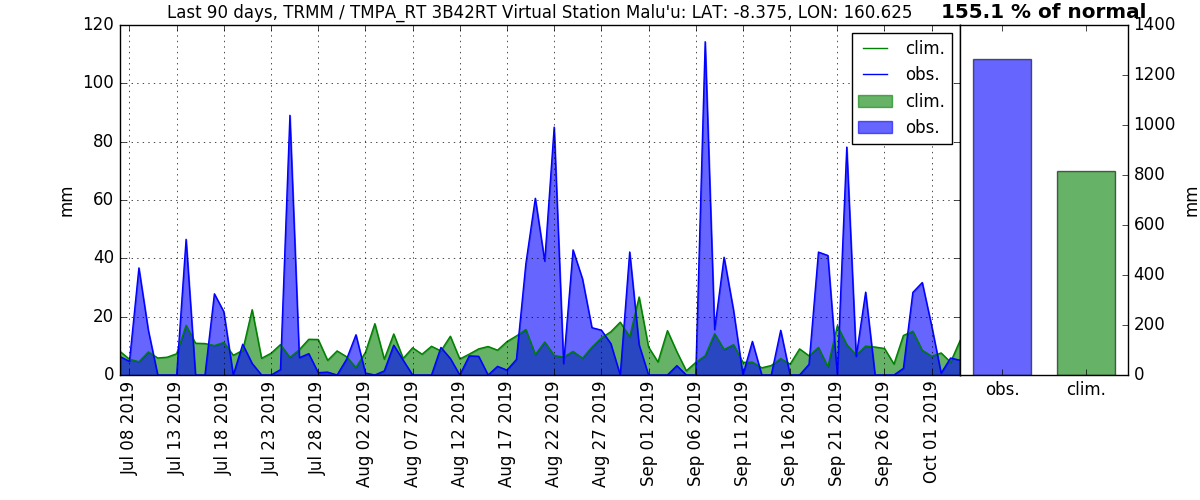 Last 90 days, TRMM / TMPA_RT 3B42RT Virtual Station Malu'u: LAT: -8.375, LON: 160.625
155.1 % of normal
120
100
80
60
40
20
0
mm
clim.
obs.
clim.
obs.
1400
1200
1000
800
600
400
200
0
mm
Jul 08 2019
Jul 13 2019
Jul 18 2019
Jul 23 2019
Jul 28 2019
Aug 02 2019
Aug 07 2019
Aug 12 2019
Aug 17 2019
Aug 22 2019
Aug 27 2019
Sep 01 2019
Sep 06 2019
Sep 11 2019
Sep 16 2019
Sep 21 2019
Sep 26 2019
Oct 01 2019
obs.
clim.